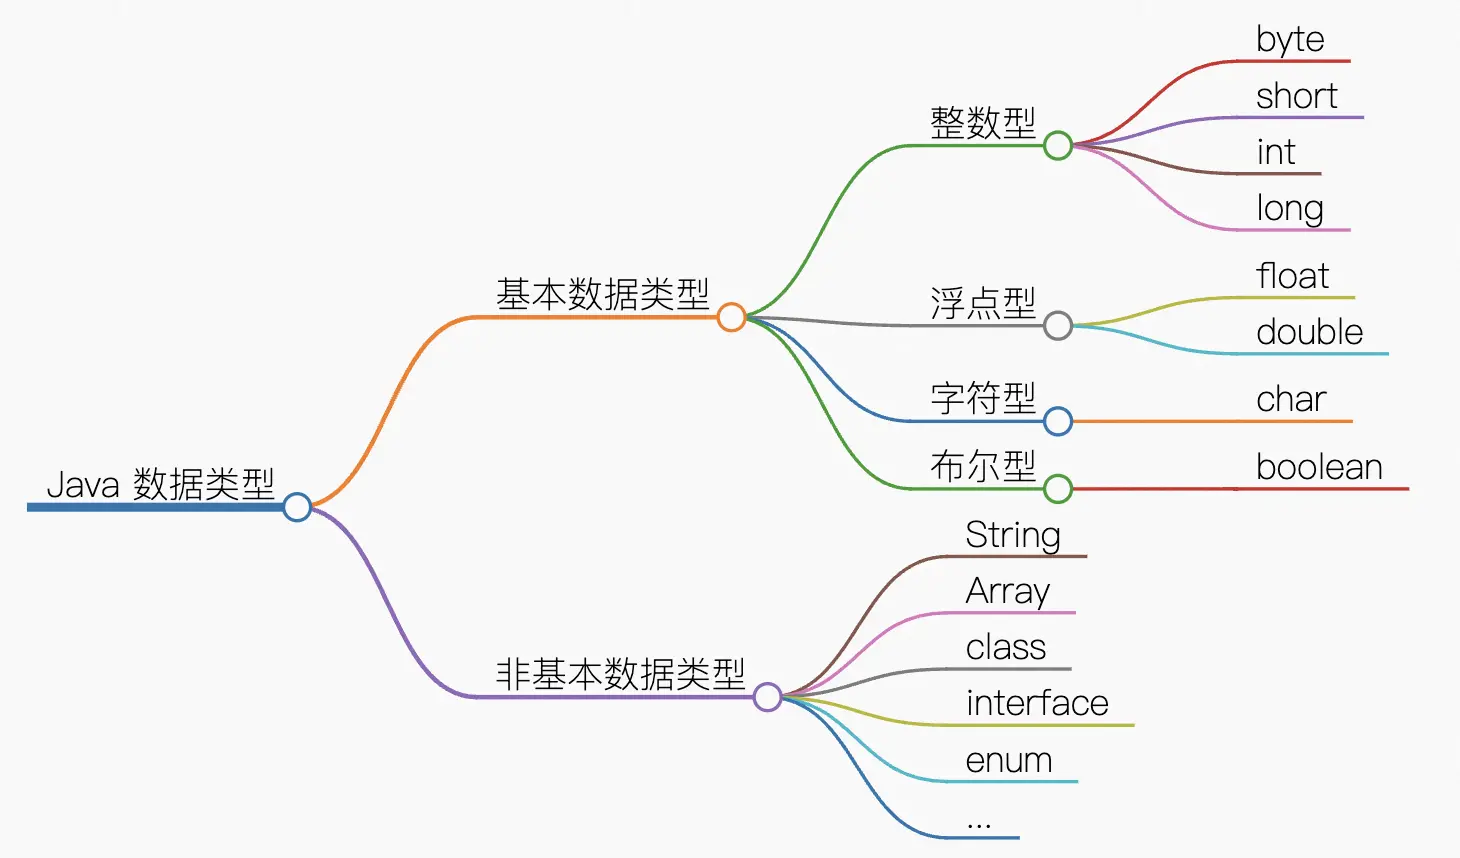 Java 数据类型
基本数据类型
整数型
byte
short
int
long
浮点型
float
double
字符型
char
布尔型
boolean
非基本数据类型
String
Array
class
interface
enum
...